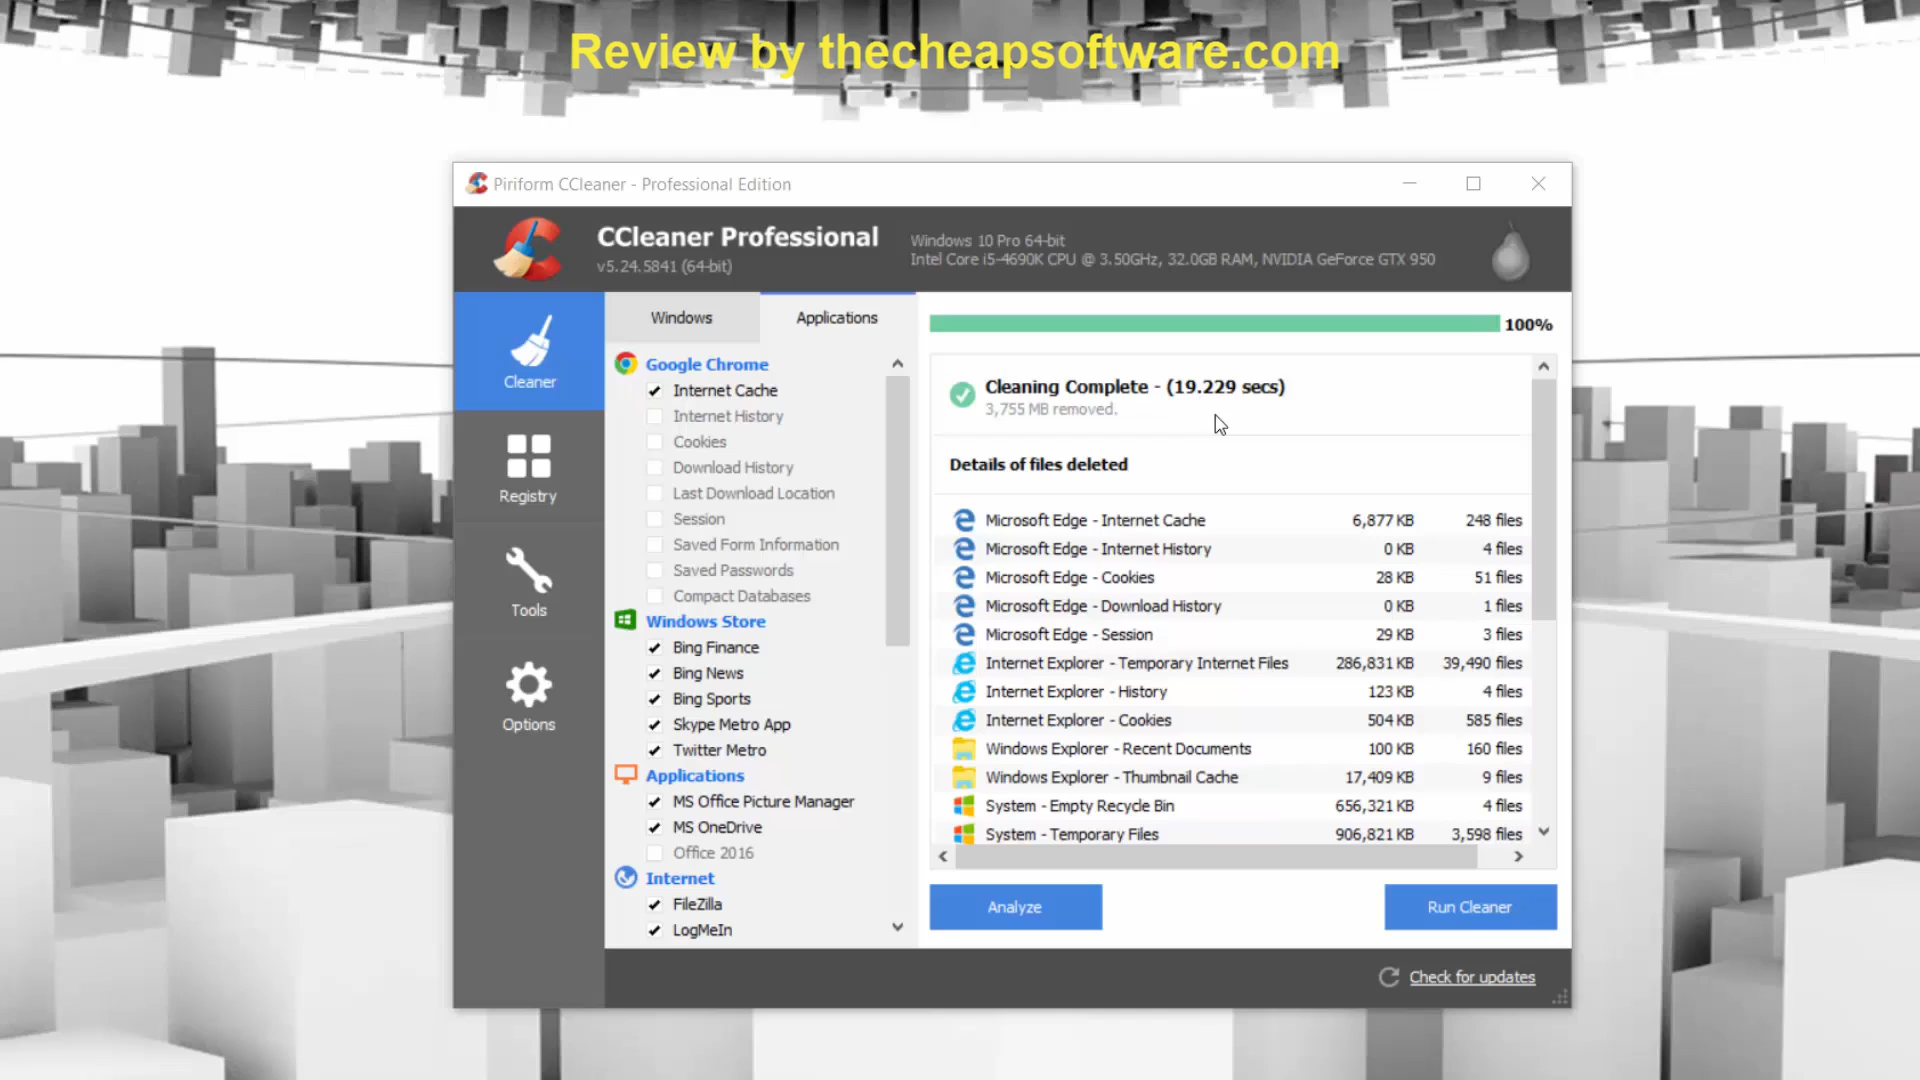 Review by thecheapsoftware.com
Piriform CCleaner - Professional Edition
CCleaner Professional
v5.24.5841 (64-bit)
Windows 10 Pro 64-bit
Intel Core i5-4690K CPU @ 3.50GHz, 32.0GB RAM, NVIDIA GeForce GTX 950
Cleaner
Registry
Tools
Options
Windows
Applications
Google Chrome
Internet Cache
Internet History
Cookies
Download History
Last Download Location
Session
Saved Form Information
Saved Passwords
Compact Databases
Windows Store
Bing Finance
Bing News
Bing Sports
Skype Metro App
Twitter Metro
Applications
MS Office Picture Manager
MS OneDrive
Office 2016
Internet
FileZilla
LogMeIn
100%
Cleaning Complete - (19.229 secs)
3,755 MB removed.
Details of files deleted
Microsoft Edge - Internet Cache 6,877 KB 248 files
Microsoft Edge - Internet History 0 KB 4 files
Microsoft Edge - Cookies 28 KB 51 files
Microsoft Edge - Download History 0 KB 1 files
Microsoft Edge - Session 29 KB 3 files
Internet Explorer - Temporary Internet Files 286,831 KB 39,490 files
Internet Explorer - History 123 KB 4 files
Internet Explorer - Cookies 504 KB 585 files
Windows Explorer - Recent Documents 100 KB 160 files
Windows Explorer - Thumbnail Cache 17,409 KB 9 files
System - Empty Recycle Bin 656,321 KB 4 files
System - Temporary Files 906,821 KB 3,598 files
Analyze
Run Cleaner
Check for updates